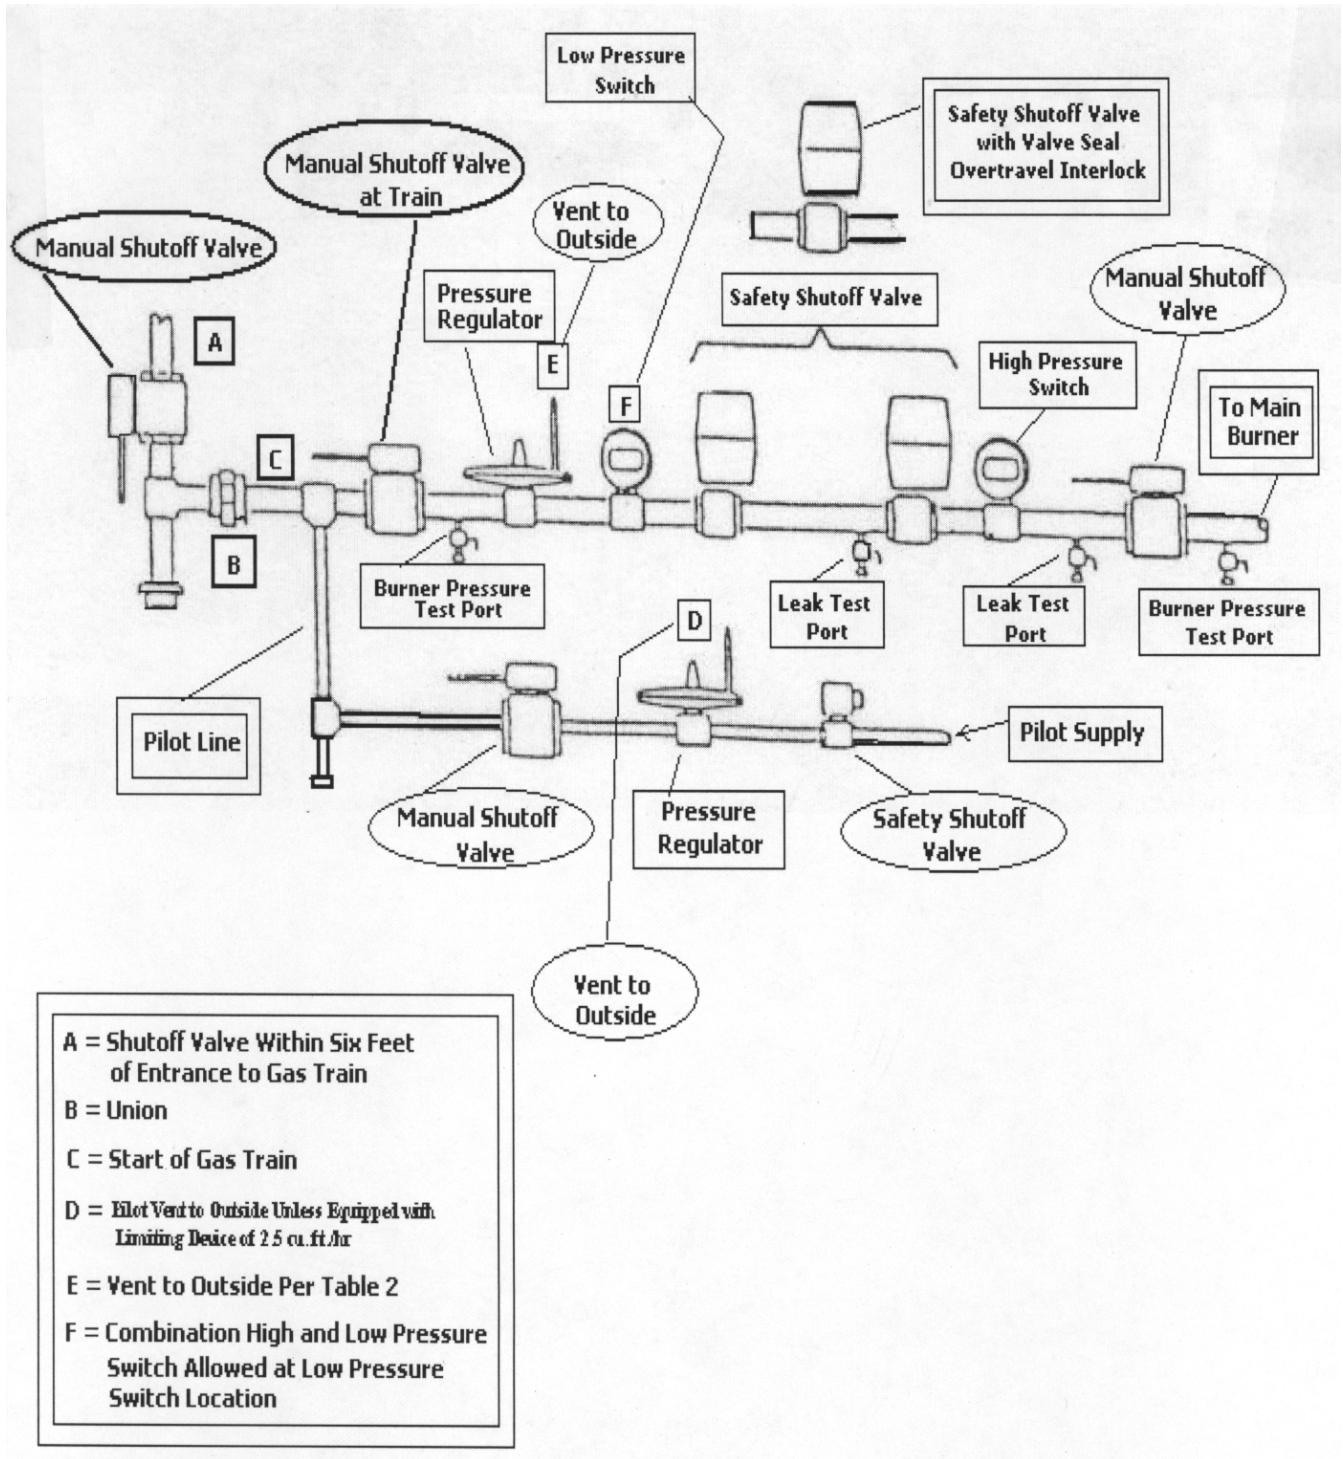 Low Pressure
Switch
Safety Shutoff Valve
with Valve Seal
Overtravel Interlock
Manual Shutoff Valve
at Train
Vent to
Outside
Manual Shutoff Valve
Manual Shutoff
Valve
Pressure
Regulator
Safety Shutoff Valve
A
E
High Pressure
Switch
F
To Main
Burner
C
B
Burner Pressure
Test Port
Leak Test
Port
Leak Test
Port
Burner Pressure
Test Port
D
Pilot Line
Pilot Supply
Manual Shutoff
Valve
Pressure
Regulator
Safety Shutoff
Valve
Vent to
Outside
A = Shutoff Valve Within Six Feet
of Entrance to Gas Train
B = Union
C = Start of Gas Train
D = Pilot Vent to Outside Unless Equipped with
Limiting Device of 2.5 cu.ft./hr
E = Vent to Outside Per Table 2
F = Combination High and Low Pressure
Switch Allowed at Low Pressure
Switch Location